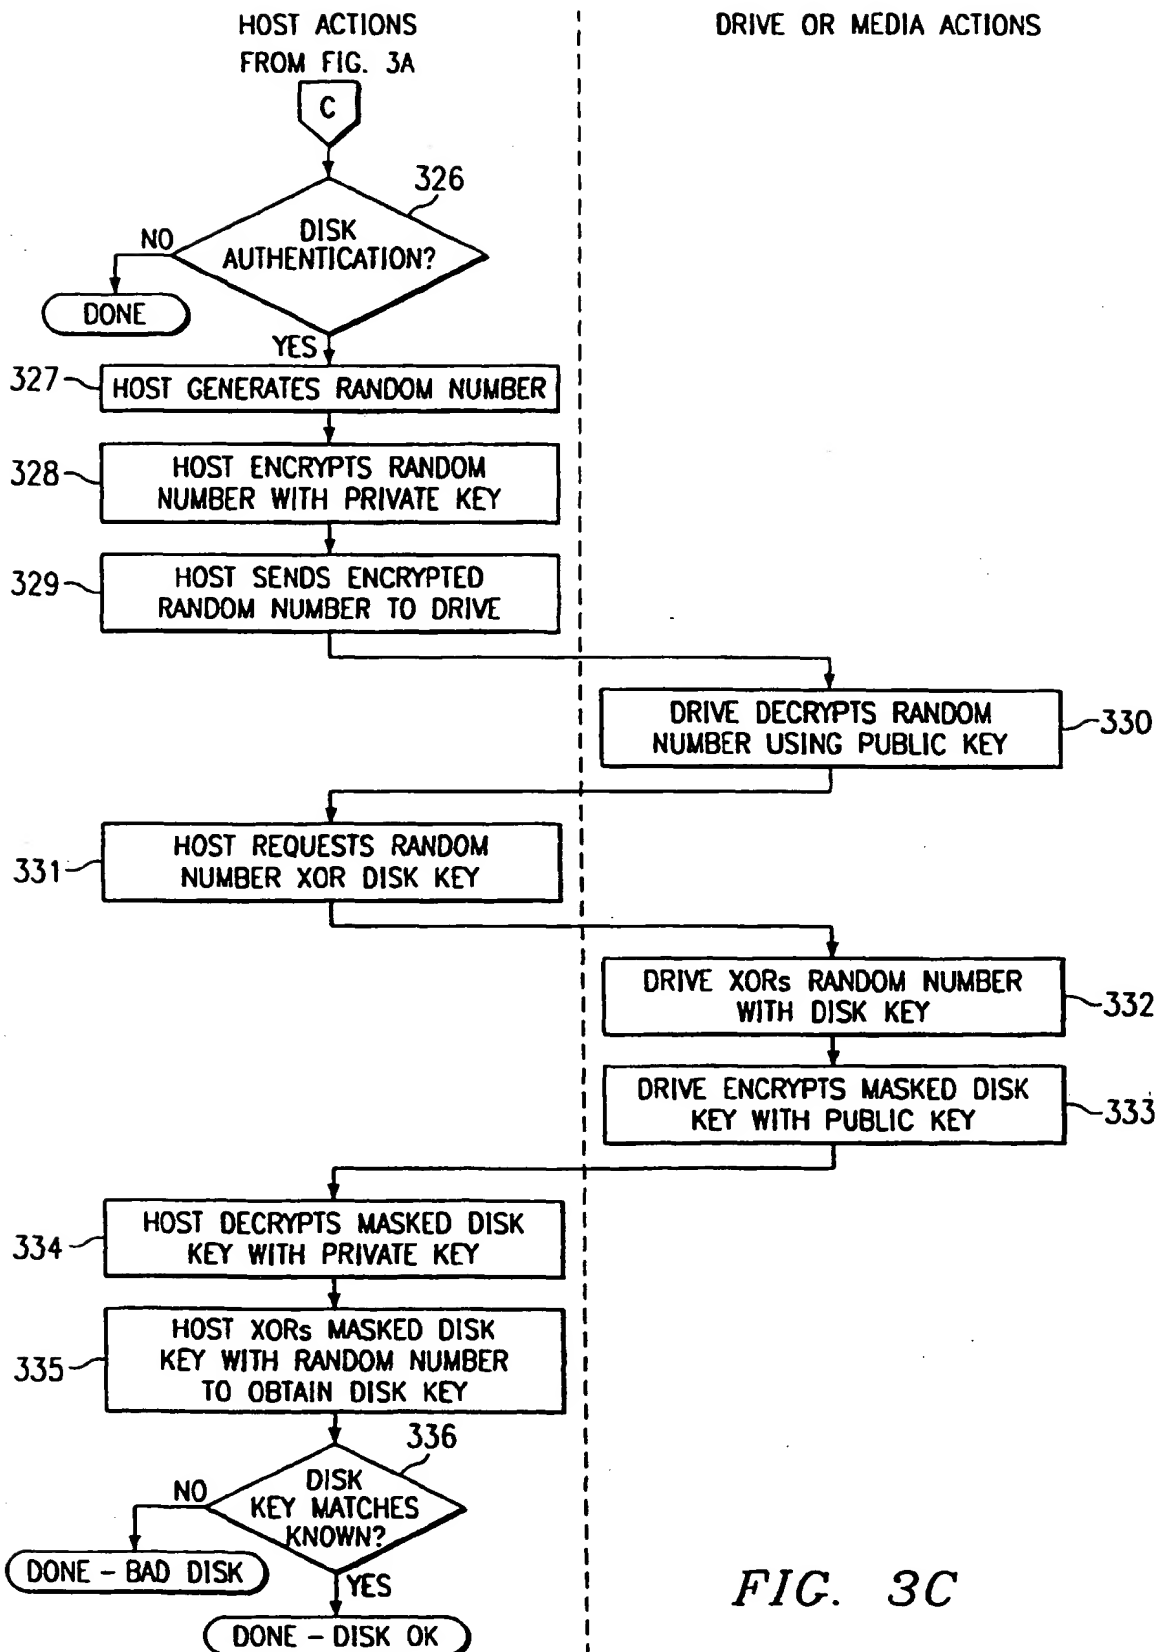 HOST ACTIONS
DRIVE OR MEDIA ACTIONS
FROM FIG. 3A
C
326
DISK
AUTHENTICATION?
NO
DONE
YES
327
HOST GENERATES RANDOM NUMBER
328
HOST ENCRYPTS RANDOM
NUMBER WITH PRIVATE KEY
329
HOST SENDS ENCRYPTED
RANDOM NUMBER TO DRIVE
DRIVE DECRYPTS RANDOM
NUMBER USING PUBLIC KEY
330
331
HOST REQUESTS RANDOM
NUMBER XOR DISK KEY
DRIVE XORs RANDOM NUMBER
WITH DISK KEY
332
DRIVE ENCRYPTS MASKED DISK
KEY WITH PUBLIC KEY
333
334
HOST DECRYPTS MASKED DISK
KEY WITH PRIVATE KEY
335
HOST XORs MASKED DISK
KEY WITH RANDOM NUMBER
TO OBTAIN DISK KEY
336
DISK
KEY MATCHES
KNOWN?
NO
DONE – BAD DISK
YES
DONE – DISK OK
FIG. 3C